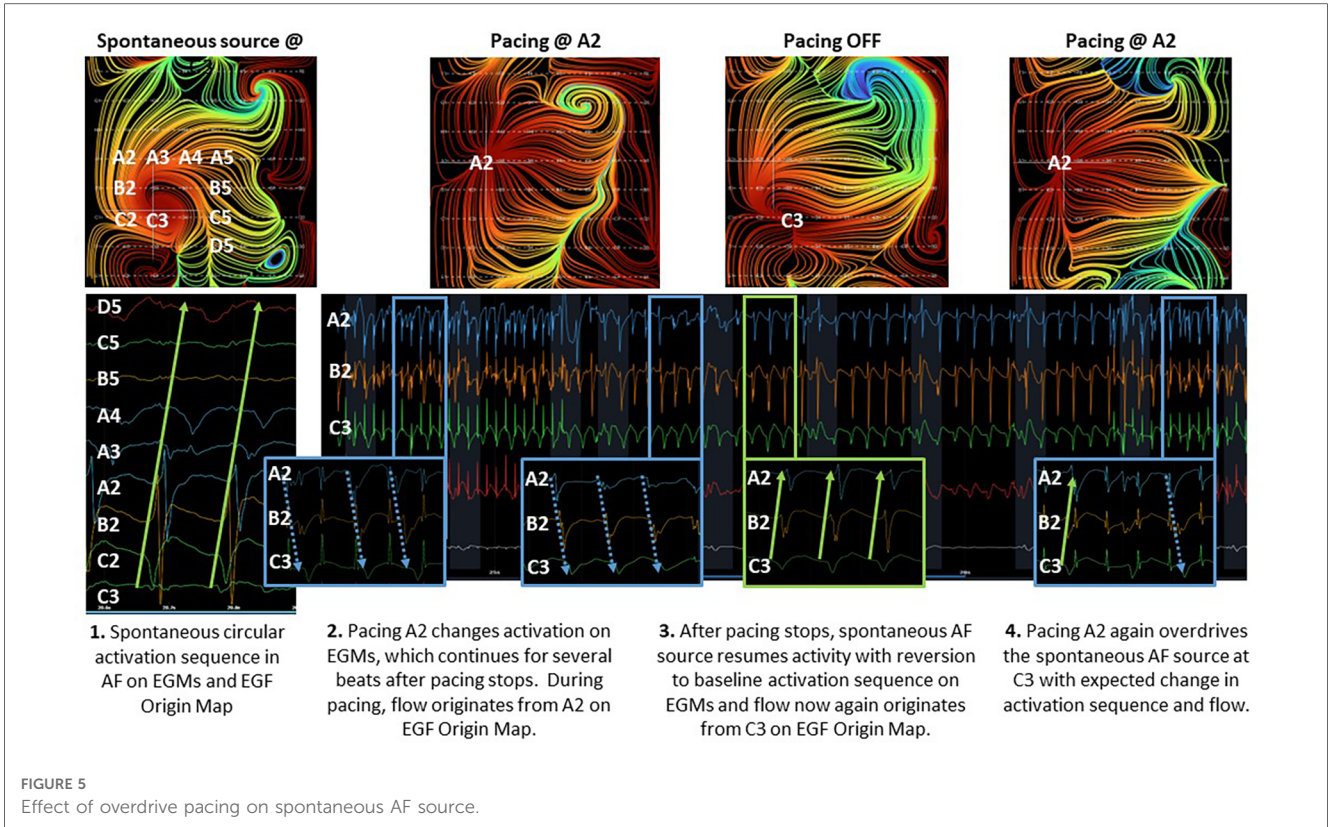 Spontaneous source @
Pacing @ A2
Pacing OFF
Pacing @ A2
A2 A3 A4 A5
B2 B5
C2 C3 C5
D5
A2
C3
A2
D5
C5
B5
A4
A3
A2
B2
C2
C3
A2
B2
C3
A2
B2
C3
A2
B2
C3
A2
B2
C3
A2
B2
C3
1. Spontaneous circular
activation sequence in
AF on EGMs and EGF
Origin Map
2. Pacing A2 changes activation on
EGMs, which continues for several
beats after pacing stops. During
pacing, flow originates from A2 on
EGF Origin Map.
3. After pacing stops, spontaneous AF
source resumes activity with reversion
to baseline activation sequence on
EGMs and flow now again originates
from C3 on EGF Origin Map.
4. Pacing A2 again overdrives
the spontaneous AF source at
C3 with expected change in
activation sequence and flow.
FIGURE 5
Effect of overdrive pacing on spontaneous AF source.